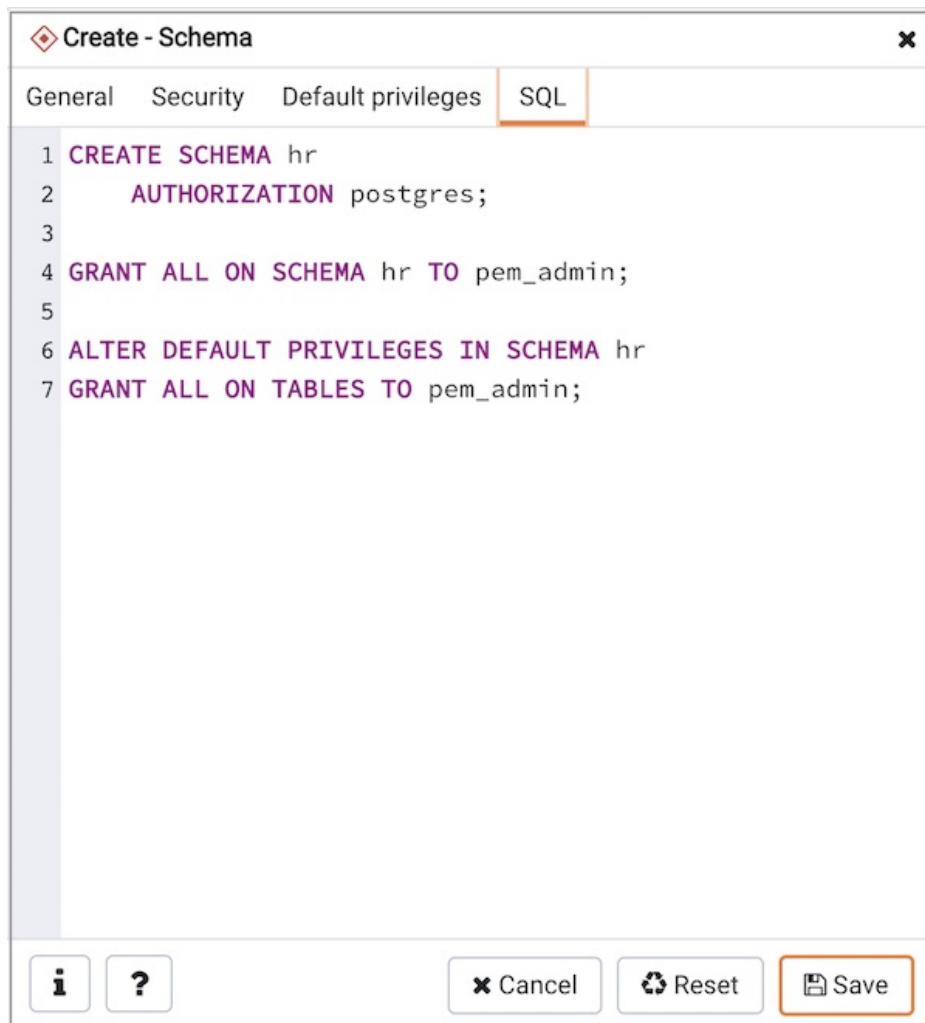 Create - Schema
General Security Default privileges SQL
1 CREATE SCHEMA hr
2 AUTHORIZATION postgres;
3
4 GRANT ALL ON SCHEMA hr TO pem_admin;
5
6 ALTER DEFAULT PRIVILEGES IN SCHEMA hr
7 GRANT ALL ON TABLES TO pem_admin;
i ? Cancel Reset Save